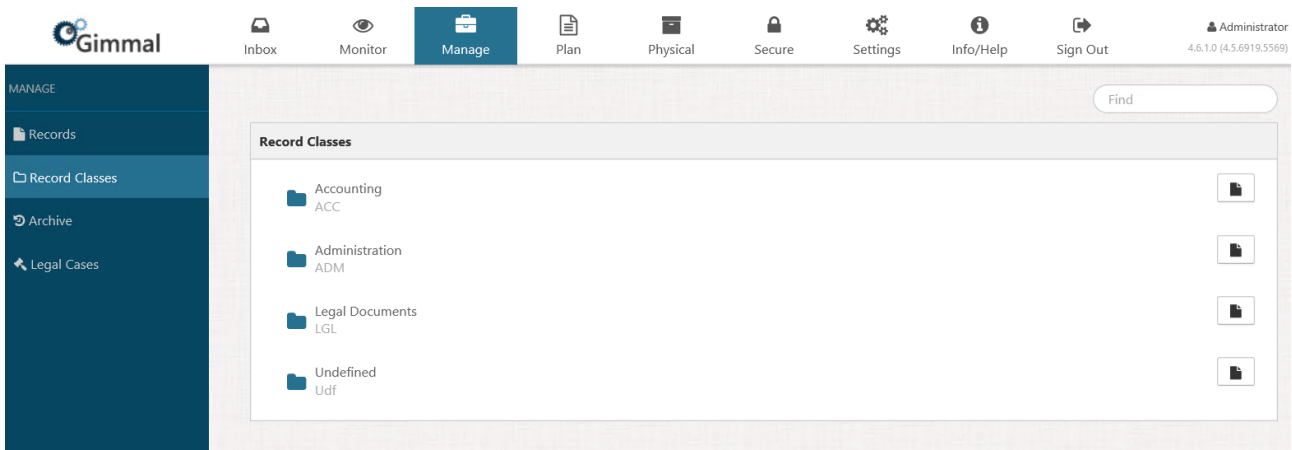 Gimmal
Inbox
Monitor
Manage
Plan
Physical
Secure
Settings
Info/Help
Sign Out
Administrator
4.6.1.0 (4.5.6919.5569)
MANAGE
Records
Record Classes
Archive
Legal Cases
Find
Record Classes
Accounting
ACC
Administration
ADM
Legal Documents
LGL
Undefined
Udf